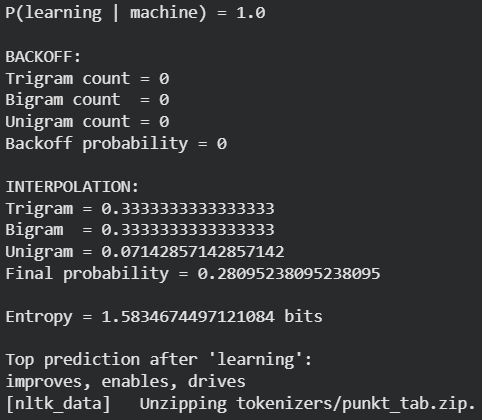 P(learning | machine) = 1.0

BACKOFF:
Trigram count = 0
Bigram count  = 0
Unigram count = 0
Backoff probability = 0

INTERPOLATION:
Trigram = 0.3333333333333333
Bigram  = 0.3333333333333333
Unigram = 0.07142857142857142
Final probability = 0.28095238095238095

Entropy = 1.5834674497121084 bits

Top prediction after 'learning':
improves, enables, drives
[nltk_data]   Unzipping tokenizers/punkt_tab.zip.